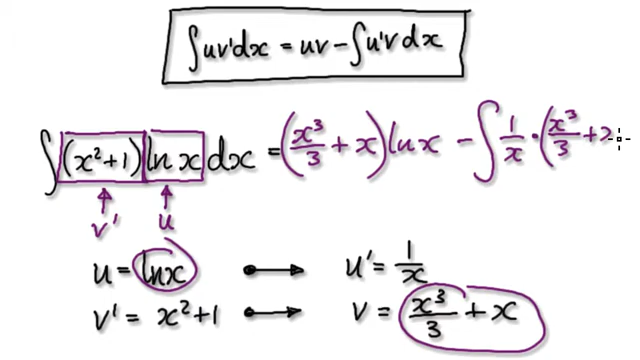 ∫uv'dx = uv - ∫u'v dx
∫(x²+1) ln x dx = (x³/3 + x) ln x - ∫ 1/x · (x³/3 +
v' u
u = lnx u' = 1/x
v' = x²+1 v = x³/3 + x